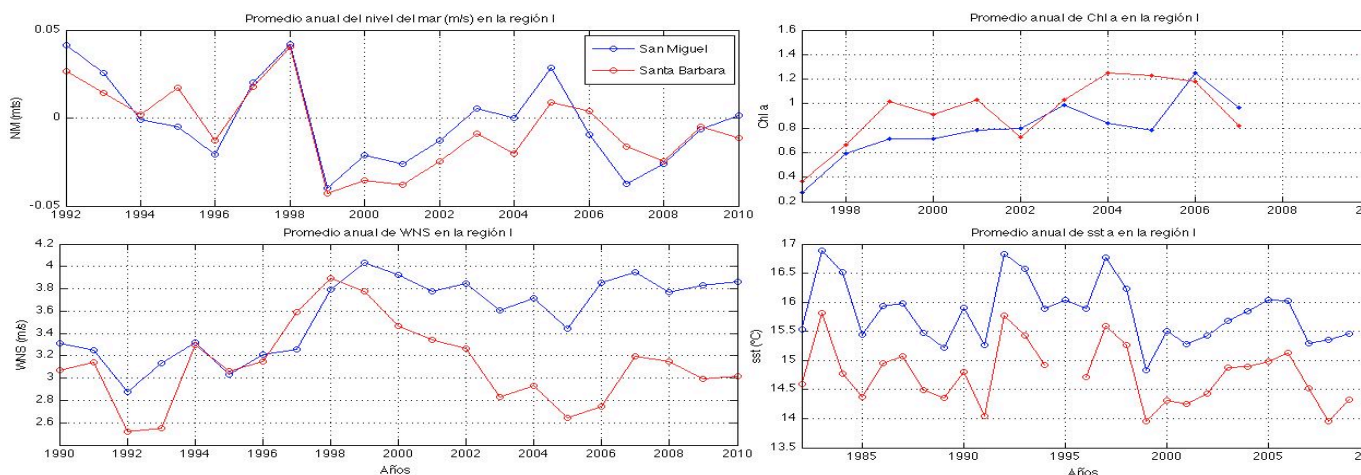 Promedio anual del nivel del mar (m/s) en la región I
0.05
0
-0.05
NM (mts)
San Miguel
Santa Barbara
1992 1994 1996 1998 2000 2002 2004 2006 2008 2010
Promedio anual de Chl a en la región I
1.6
1.4
1.2
1
0.8
0.6
0.4
0.2
Chl a
1998 2000 2002 2004 2006 2008 2
Promedio anual de WNS en la región I
4.2
4
3.8
3.6
3.4
3.2
3
2.8
2.6
WNS (m/s)
1990 1992 1994 1996 1998 2000 2002 2004 2006 2008 2010
Años
Promedio anual de sst a en la región I
17
16.5
16
15.5
15
14.5
14
13.5
sst (ºC)
1985 1990 1995 2000 2005 2
Años